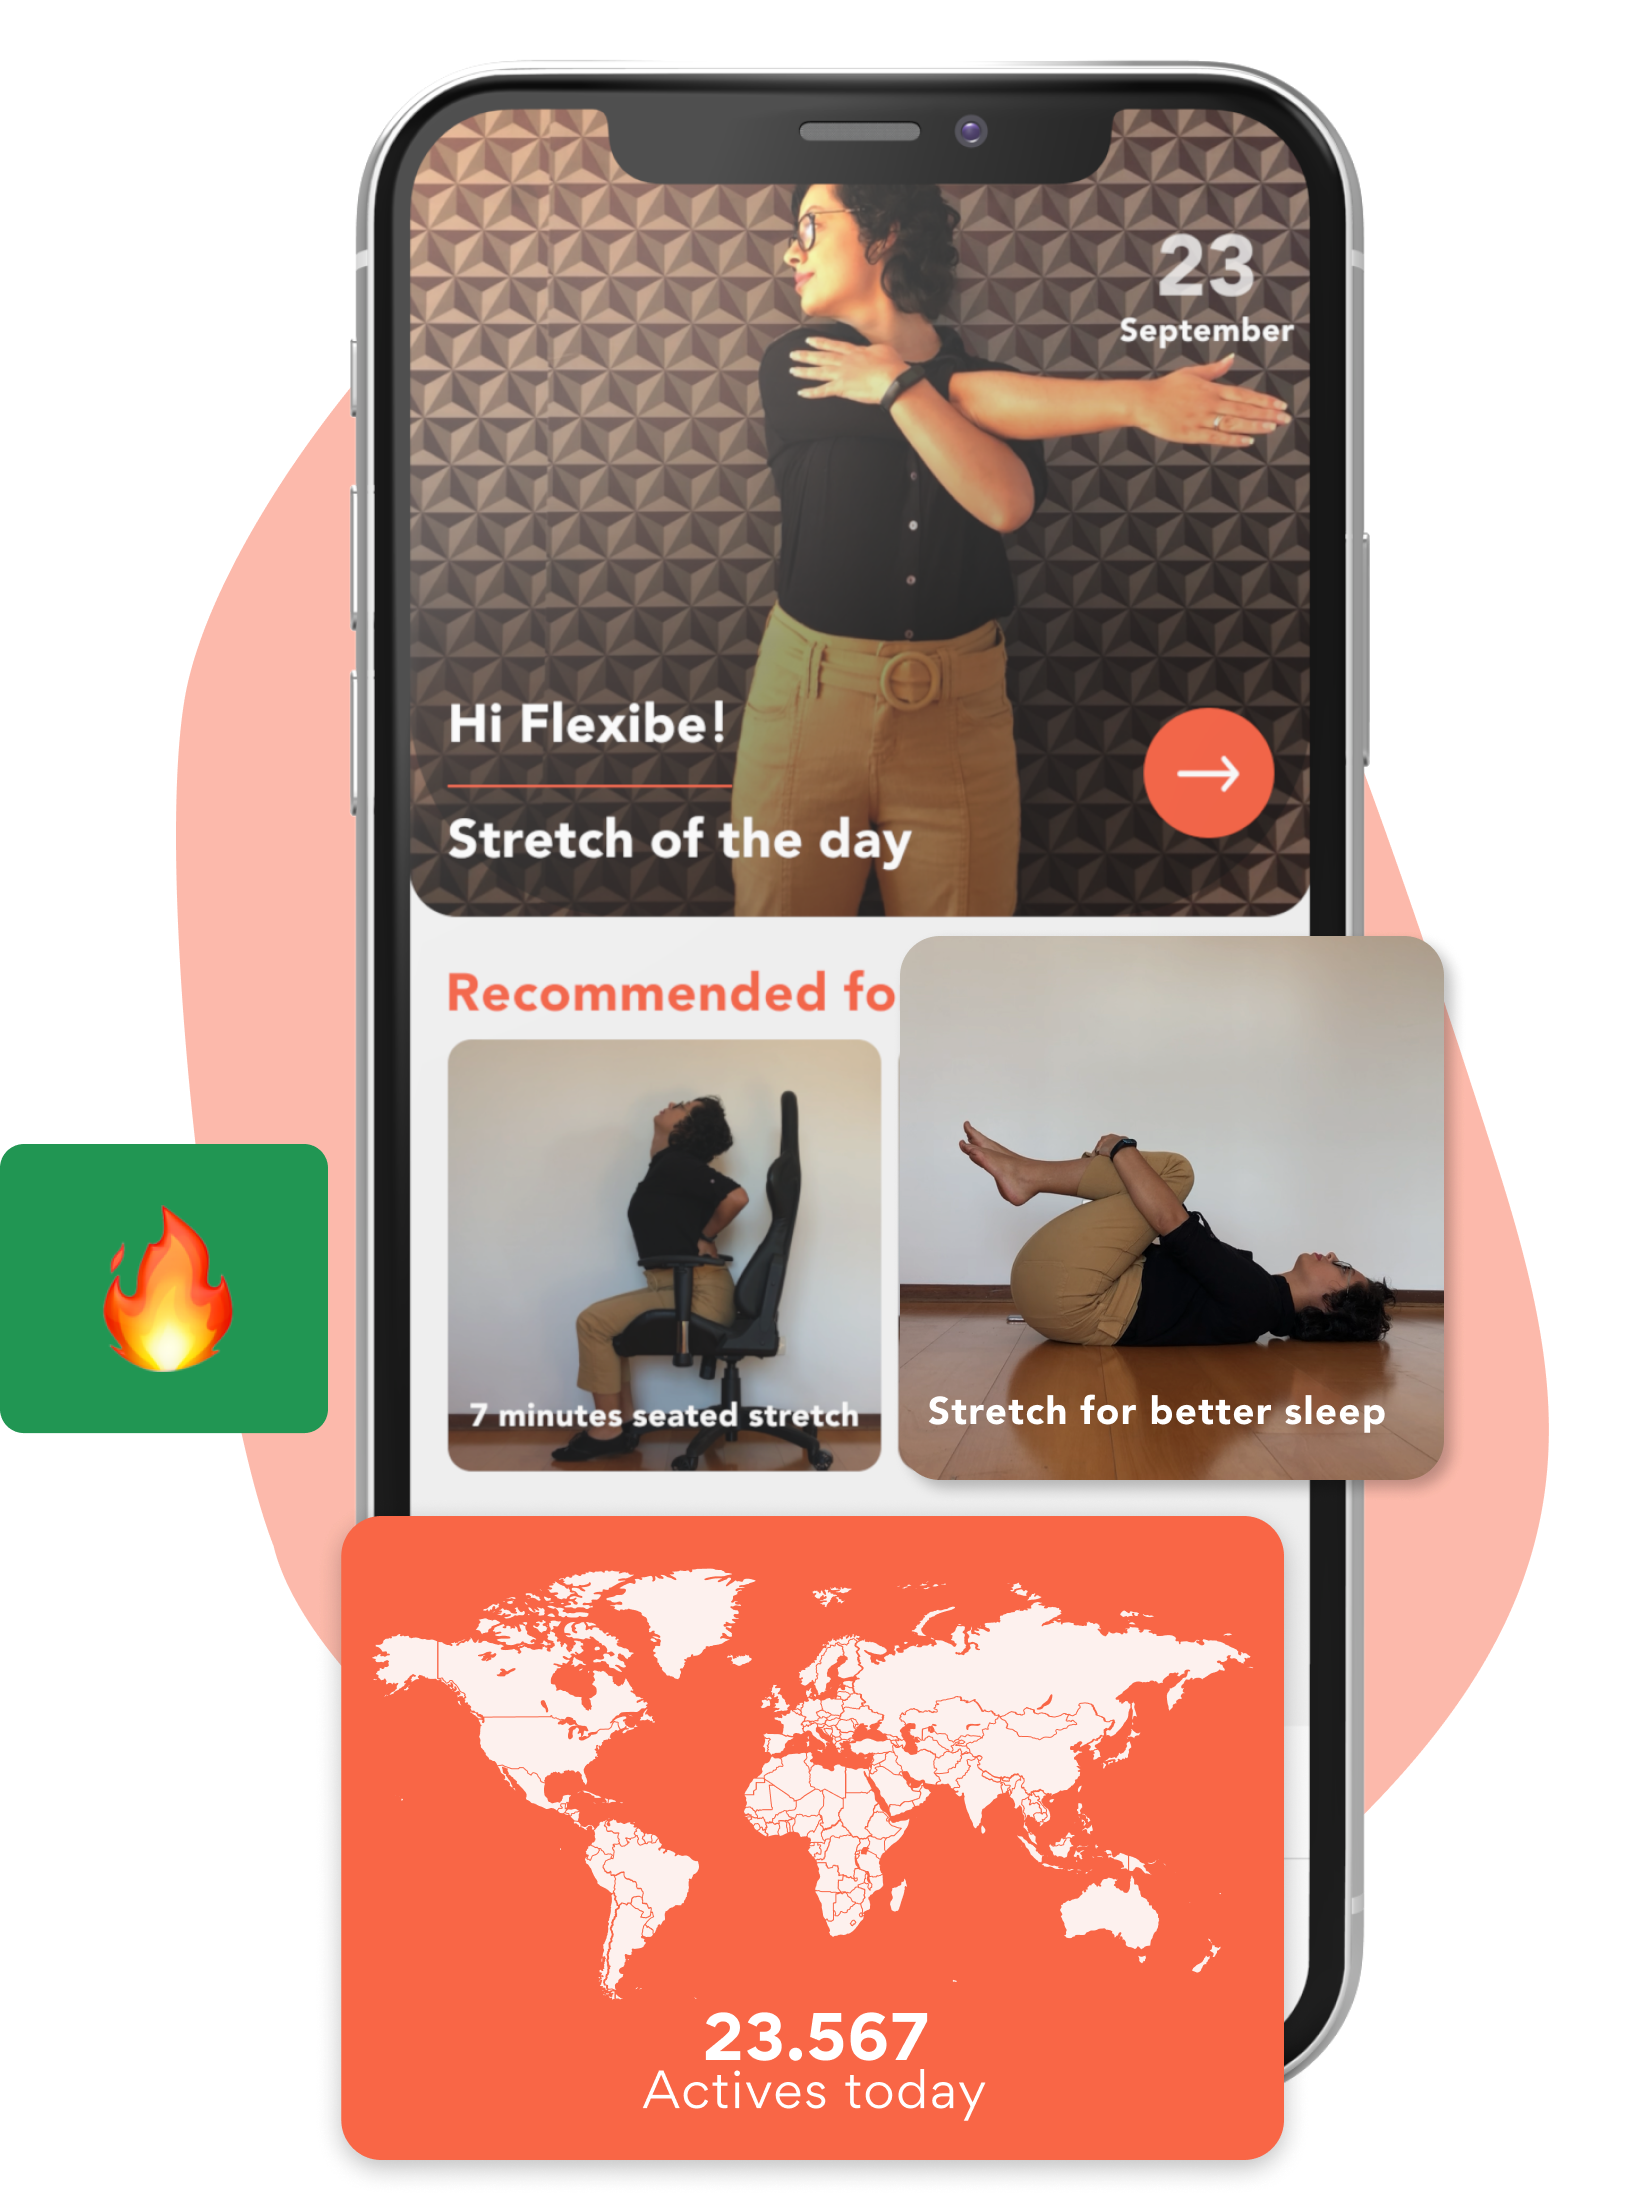 23
September
Hi Flexibe!
Stretch of the day
Recommended fo
7 minutes seated stretch
Stretch for better sleep
23.567
Actives today